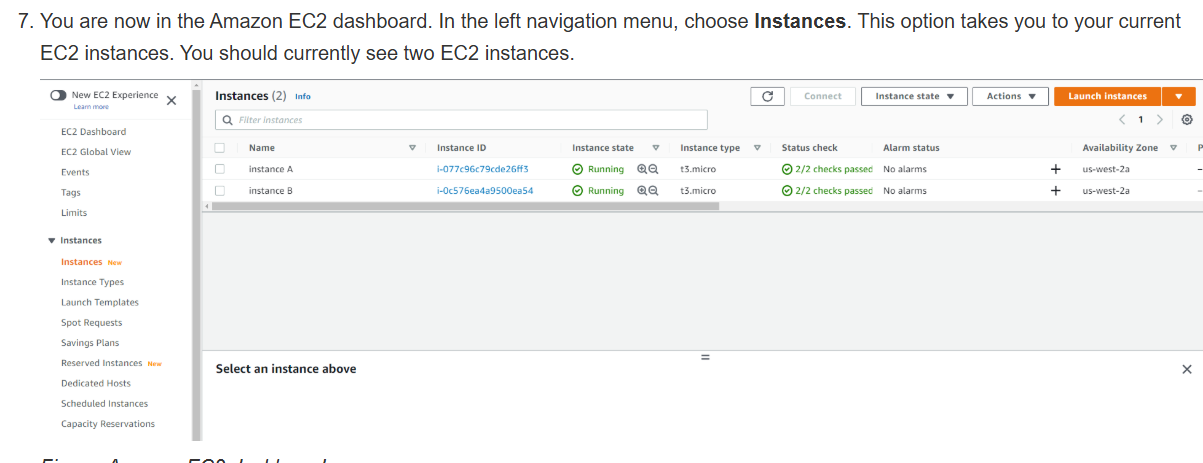 7. You are now in the Amazon EC2 dashboard. In the left navigation menu, choose Instances. This option takes you to your current
EC2 instances. You should currently see two EC2 instances.
New EC2 Experience
Learn more
EC2 Dashboard
EC2 Global View
Events
Tags
Limits
Instances
Instances New
Instance Types
Launch Templates
Spot Requests
Savings Plans
Reserved Instances New
Dedicated Hosts
Scheduled Instances
Capacity Reservations
Instances (2) Info
Connect Instance state Actions Launch instances
Filter instances
1
Name Instance ID Instance state Instance type Status check Alarm status Availability Zone P
instance A i-077c96c79cde26ff3 Running t3.micro 2/2 checks passed No alarms + us-west-2a –
instance B i-0c576ea4a9500ea54 Running t3.micro 2/2 checks passed No alarms + us-west-2a –
Select an instance above